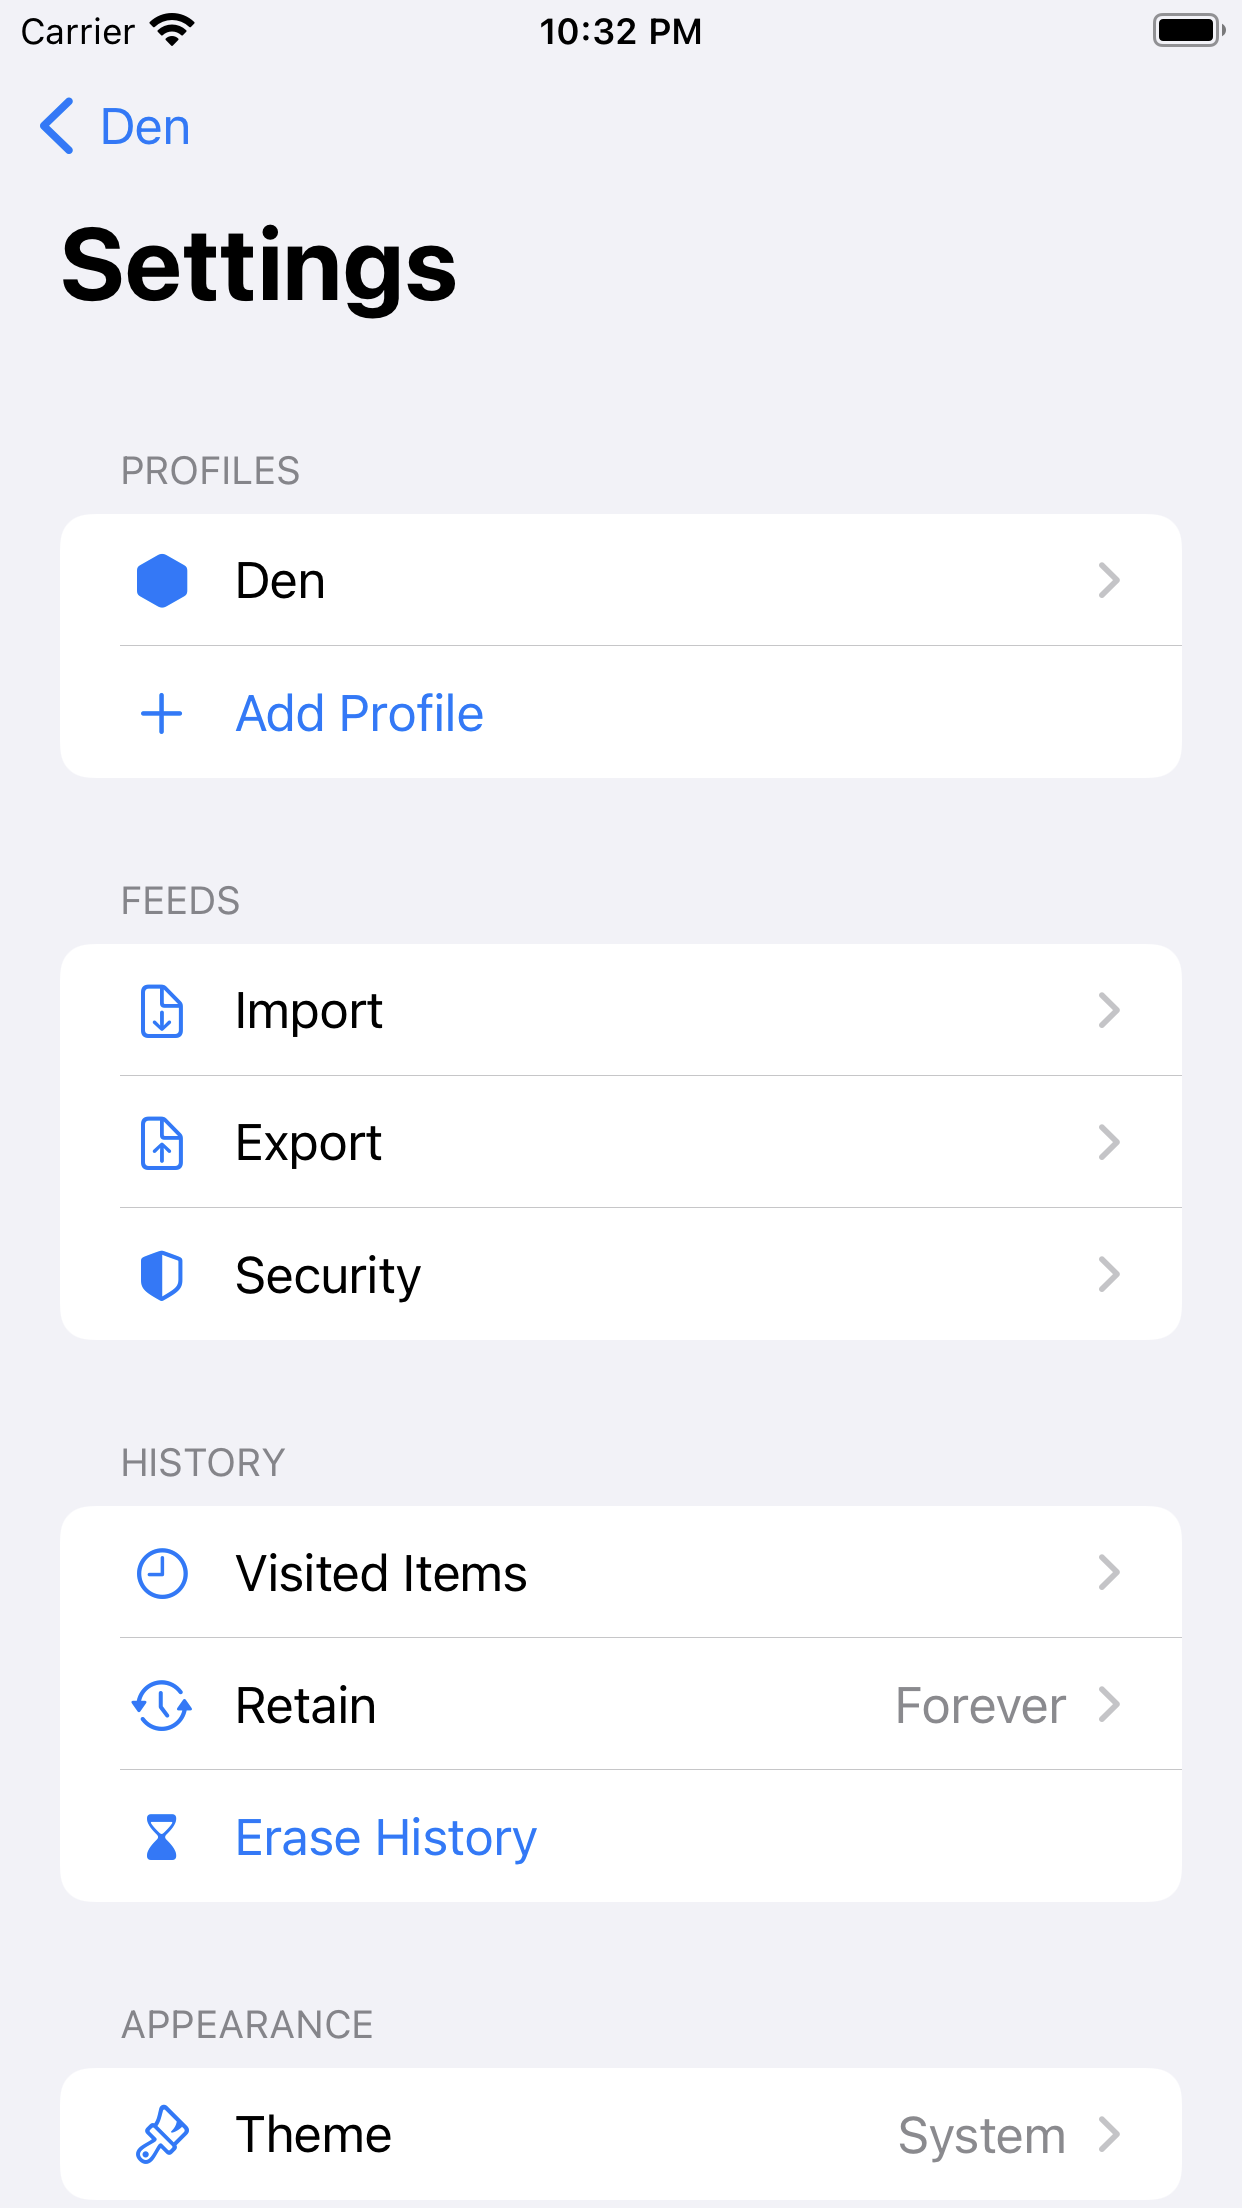 Carrier 10:32 PM
Den
Settings
PROFILES
Den
Add Profile
FEEDS
Import
Export
Security
HISTORY
Visited Items
Retain Forever
Erase History
APPEARANCE
Theme System